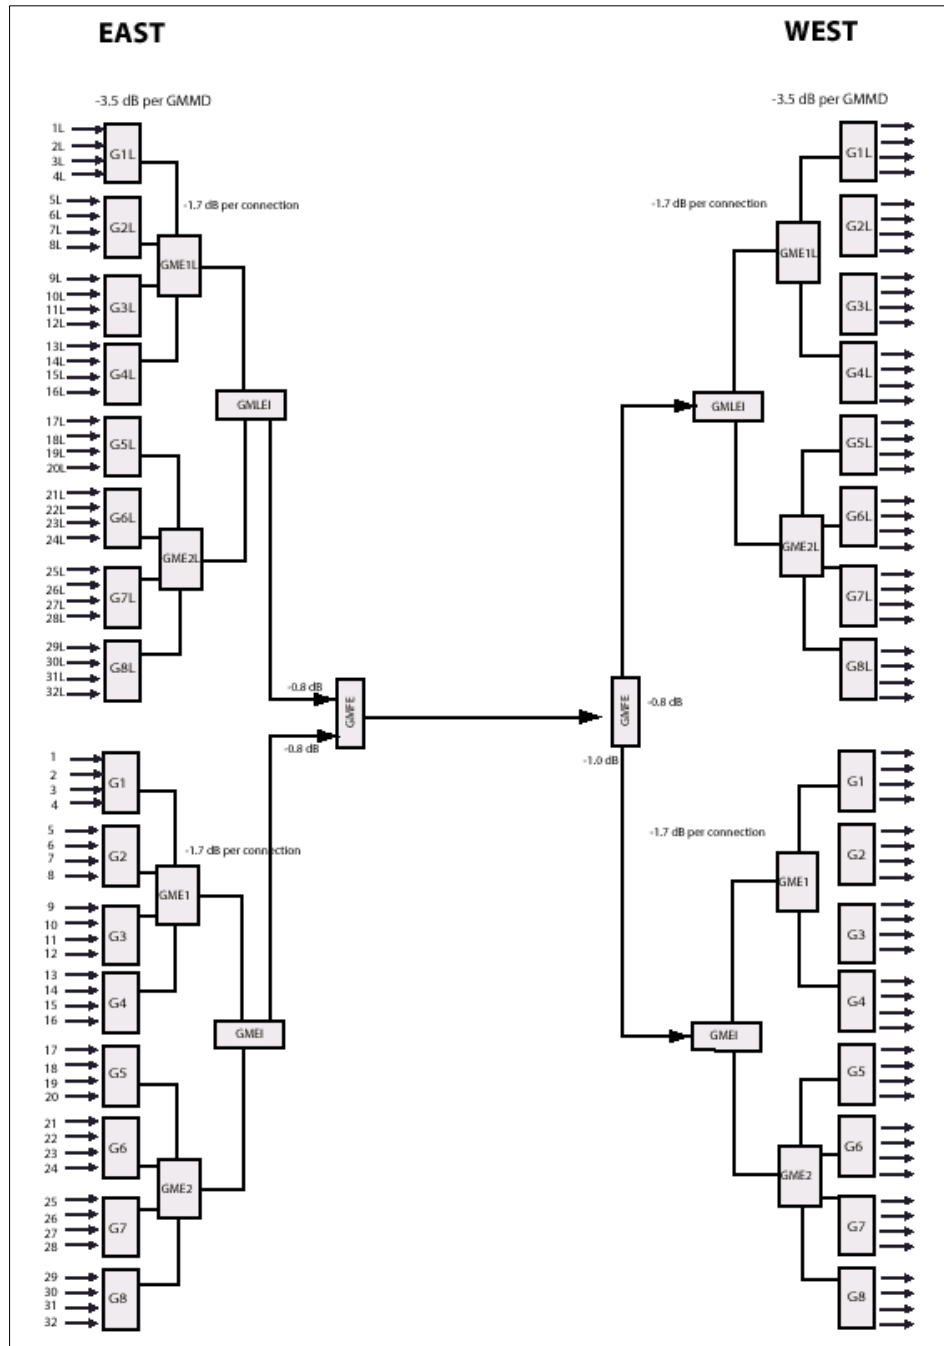 EAST
WEST
-3.5 dB per GMMD
-3.5 dB per GMMD
1L
2L
3L
4L
G1L
-1.7 dB per connection
5L
6L
7L
8L
G2L
GME1L
9L
10L
11L
12L
G3L
13L
14L
15L
16L
G4L
GMLEI
17L
18L
19L
20L
G5L
21L
22L
23L
24L
G6L
GME2L
25L
26L
27L
28L
G7L
29L
30L
31L
32L
G8L
-0.8 dB
GMFE
-0.8 dB
1
2
3
4
G1
5
6
7
8
G2
-1.7 dB per connection
GME1
9
10
11
12
G3
13
14
15
16
G4
GMEI
17
18
19
20
G5
21
22
23
24
G6
GME2
25
26
27
28
G7
29
30
31
32
G8
G1L
-1.7 dB per connection
G2L
GME1L
G3L
G4L
GMLEI
G5L
G6L
GME2L
G7L
G8L
GMFE
-0.8 dB
-1.0 dB
G1
-1.7 dB per connection
G2
GME1
G3
G4
GMEI
G5
G6
GME2
G7
G8